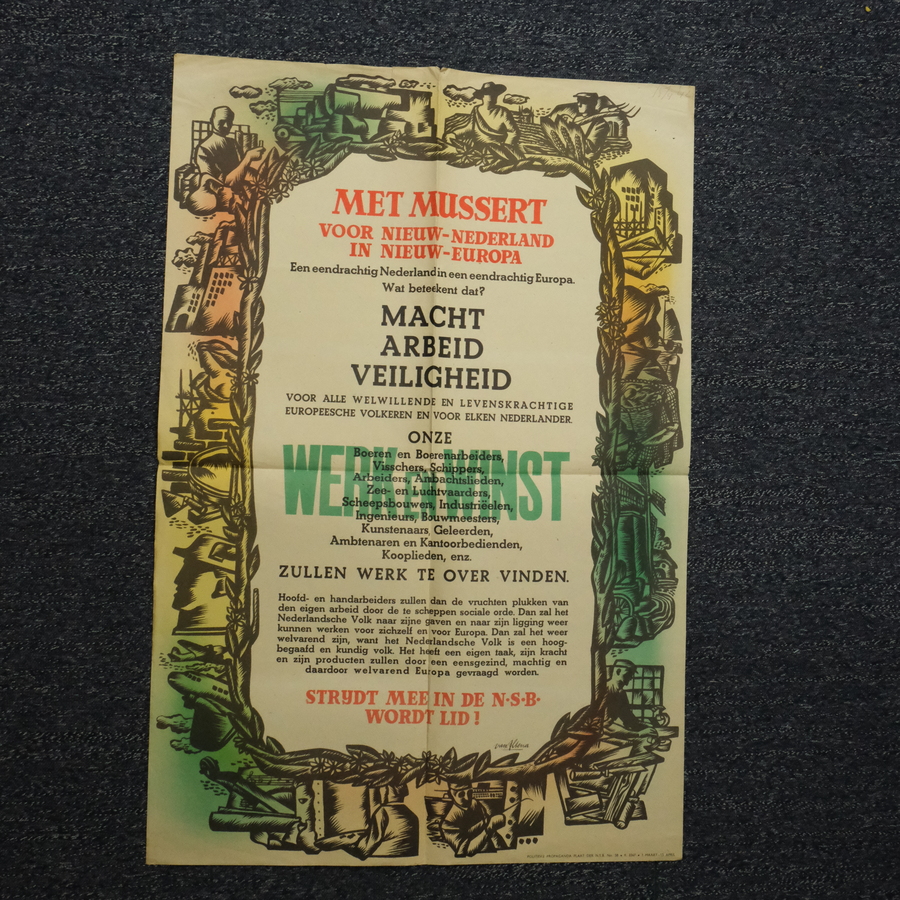 MET MUSSERT
VOOR NIEUW-NEDERLAND
IN NIEUW-EUROPA
Een eendrachtig Nederland in een eendrachtig Europa.
Wat beteekent dat?
MACHT
ARBEID
VEILIGHEID
VOOR ALLE WELWILLENDE EN LEVENSKRACHTIGE
EUROPEESCHE VOLKEREN EN VOOR ELKEN NEDERLANDER.
ONZE
WERK EN WINST
Boeren en Boerenarbeiders,
Visschers, Schippers,
Arbeiders, Ambachtslieden,
Zee- en Luchtvaarders,
Scheepsbouwers, Industriëelen,
Ingenieurs, Bouwmeesters,
Kunstenaars, Geleerden,
Ambtenaren en Kantoorbedienden,
Kooplieden, enz.
ZULLEN WERK TE OVER VINDEN.
Hoofd- en handarbeiders zullen dan de vruchten plukken van
den eigen arbeid door de te scheppen sociale orde. Dan zal het
Nederlandsche Volk naar zijne gaven en naar zijn ligging weer
kunnen werken voor zichzelf en voor Europa. Dan zal het weer
welvarend zijn, want het Nederlandsche Volk is een hoog-
begaafd en kundig volk. Het heeft een eigen taak, zijn kracht
en zijn producten zullen door een eensgezind, machtig en
daardoor welvarend Europa gevraagd worden.
STRYDT MEE IN DE N·S·B·
WORDT LID!